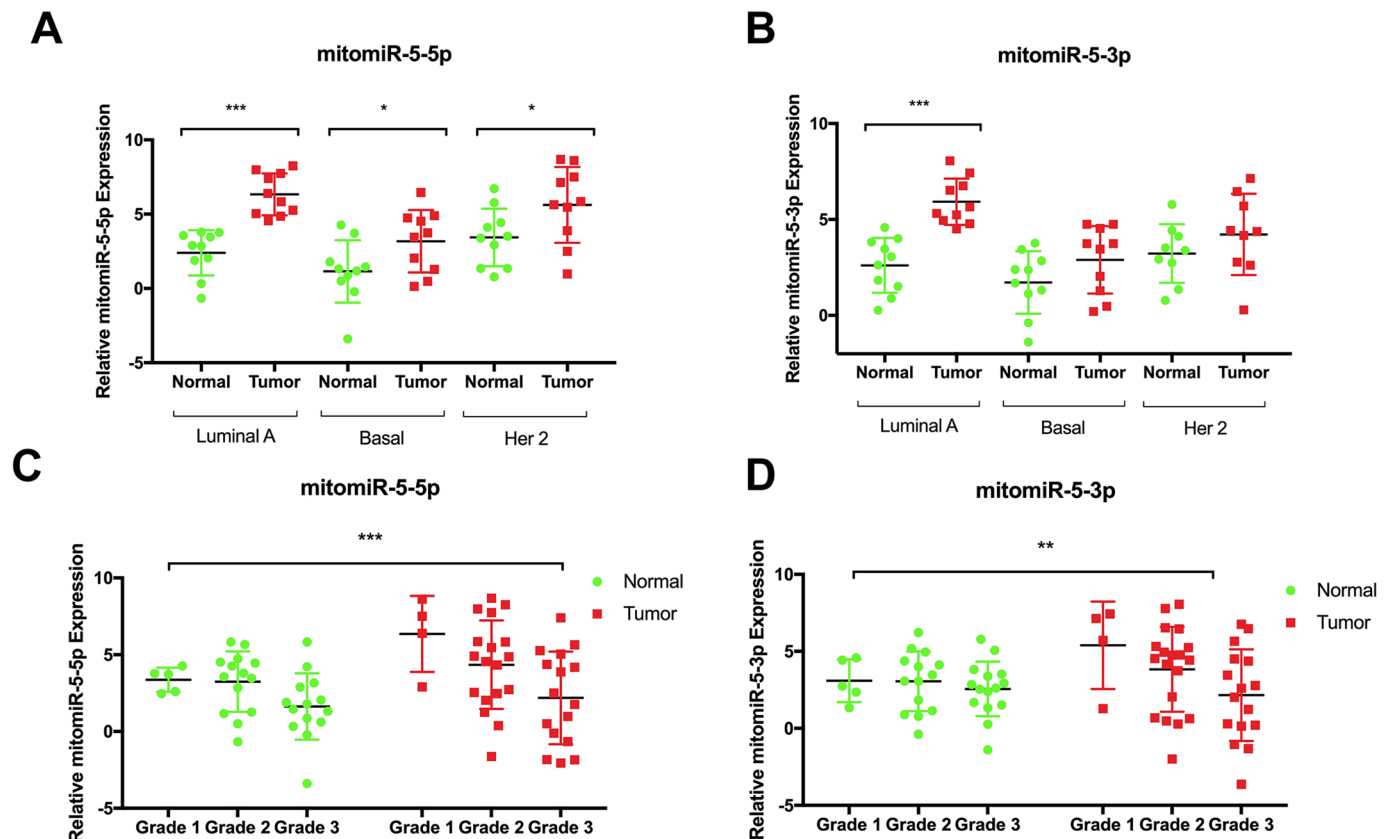 A
mitomiR-5-5p
Relative mitomiR-5-5p Expression
***
*
*
10
5
0
-5
Normal Tumor Normal Tumor Normal Tumor
Luminal A Basal Her 2
B
mitomiR-5-3p
Relative mitomiR-5-3p Expression
***
10
5
0
Normal Tumor Normal Tumor Normal Tumor
Luminal A Basal Her 2
C
mitomiR-5-5p
Relative mitomiR-5-5p Expression
***
10
5
0
-5
Grade 1 Grade 2 Grade 3 Grade 1 Grade 2 Grade 3
Normal
Tumor
D
mitomiR-5-3p
Relative mitomiR-5-3p Expression
**
10
5
0
-5
Grade 1 Grade 2 Grade 3 Grade 1 Grade 2 Grade 3
Normal
Tumor